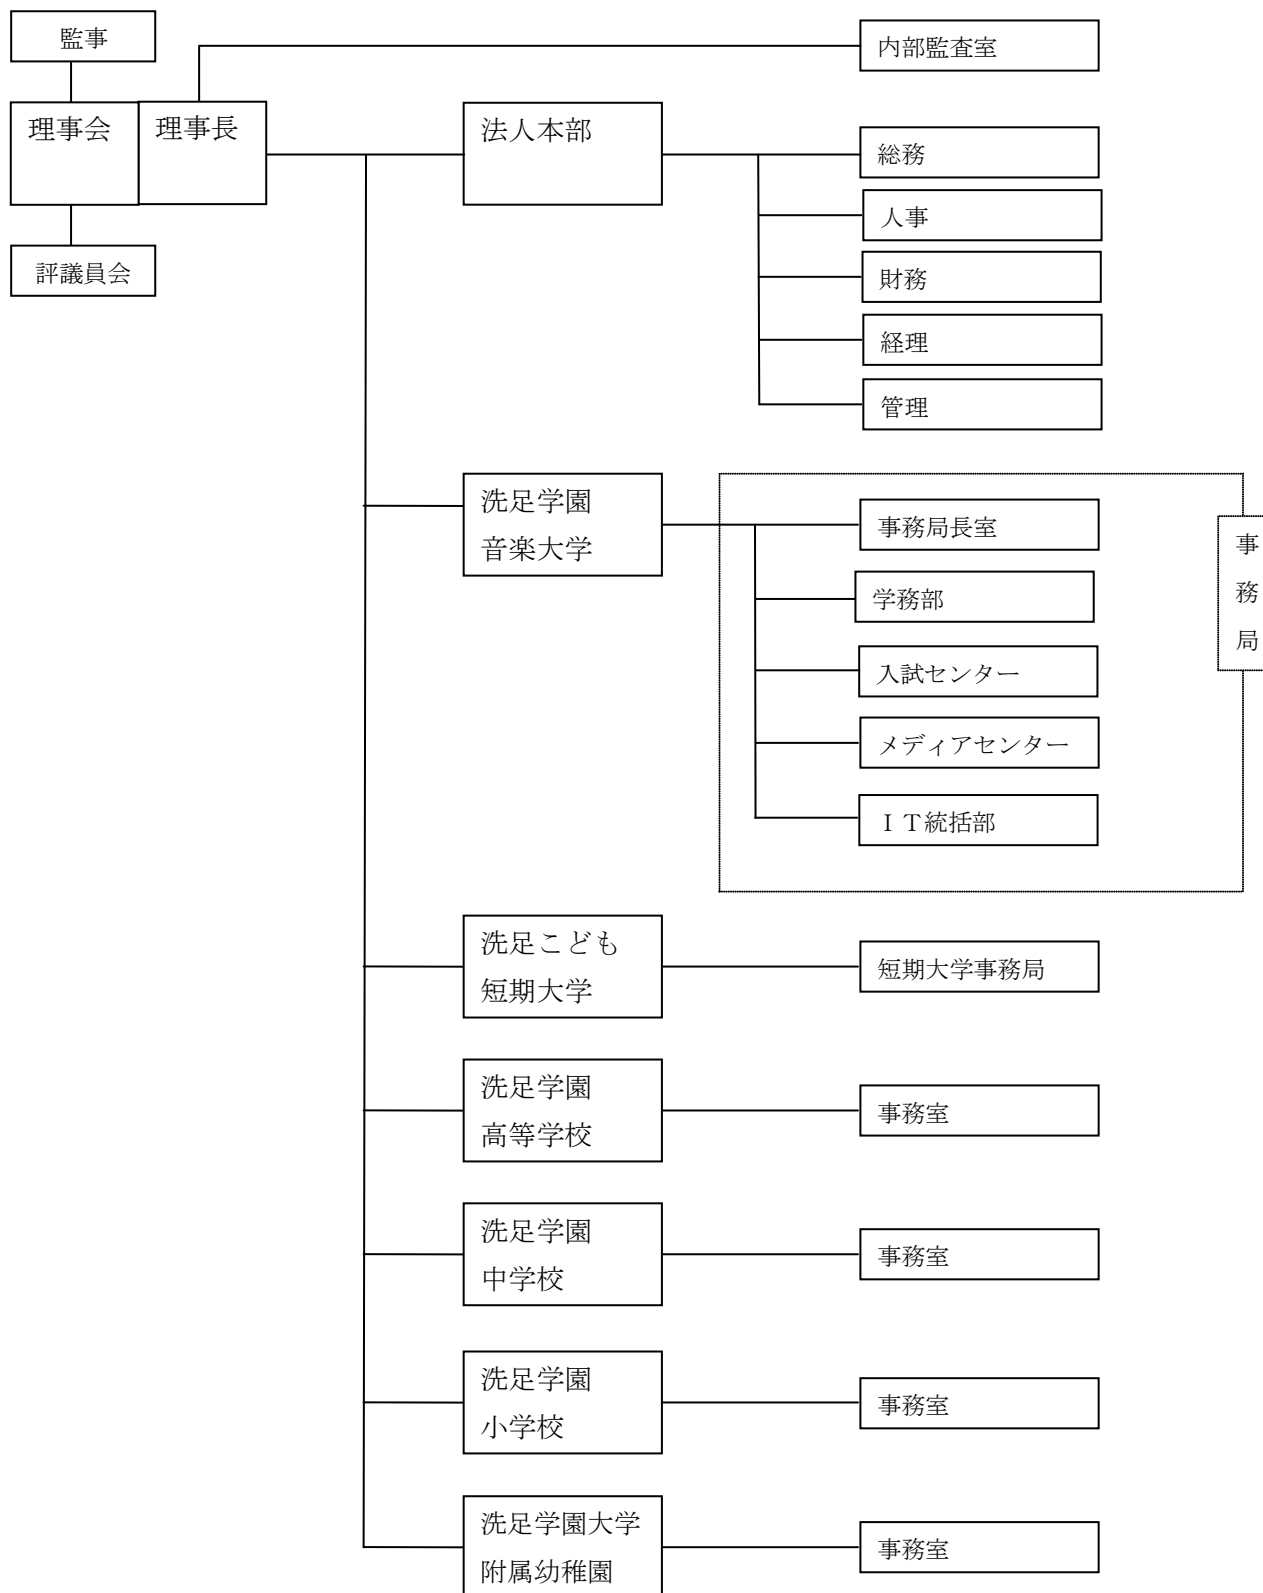 監事
内部監査室
理事会
理事長
法人本部
総務
人事
評議員会
財務
経理
管理
洗足学園
音楽大学
事務局長室
事務局
学務部
入試センター
メディアセンター
ＩＴ統括部
洗足こども
短期大学
短期大学事務局
洗足学園
高等学校
事務室
洗足学園
中学校
事務室
洗足学園
小学校
事務室
洗足学園大学
附属幼稚園
事務室